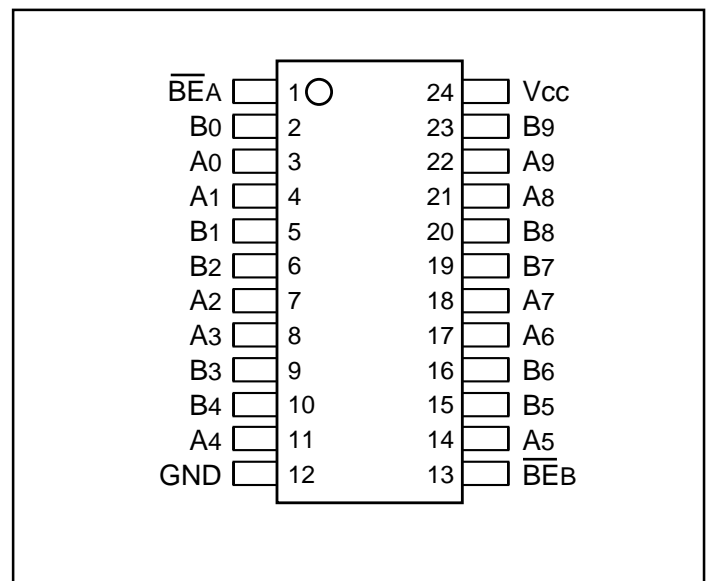 B̅E̅A 1 24 Vcc
B0 2 23 B9
A0 3 22 A9
A1 4 21 A8
B1 5 20 B8
B2 6 19 B7
A2 7 18 A7
A3 8 17 A6
B3 9 16 B6
B4 10 15 B5
A4 11 14 A5
GND 12 13 B̅E̅B